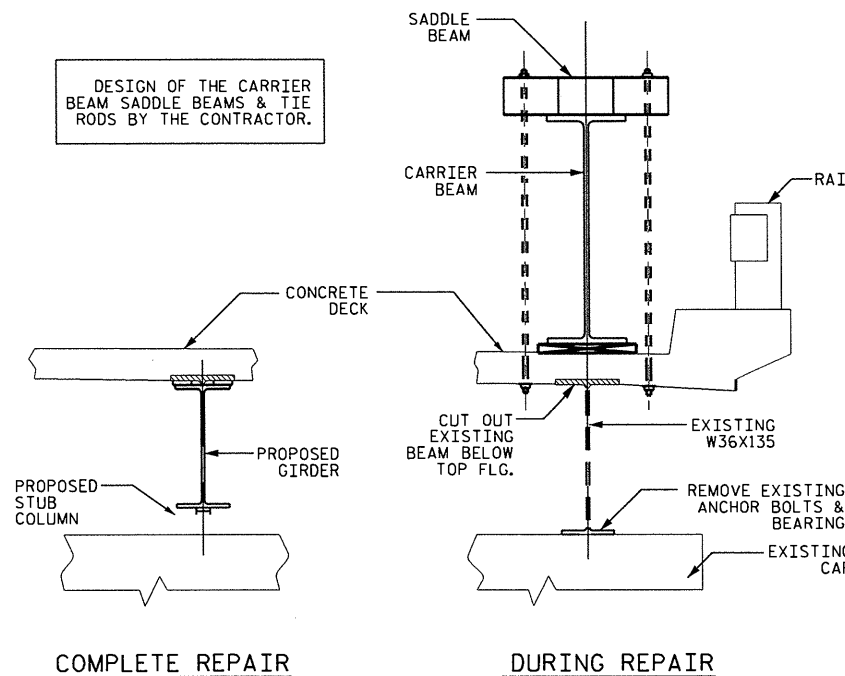 SADDLE
BEAM
DESIGN OF THE CARRIER
BEAM SADDLE BEAMS & TIE
RODS BY THE CONTRACTOR.
CARRIER
BEAM
CONCRETE
DECK
CUT OUT
EXISTING
BEAM BELOW
TOP FLG.
EXISTING
W36X135
PROPOSED
GIRDER
PROPOSED
STUB
COLUMN
REMOVE EXISTING
ANCHOR BOLTS &
BEARING
COMPLETE REPAIR
DURING REPAIR